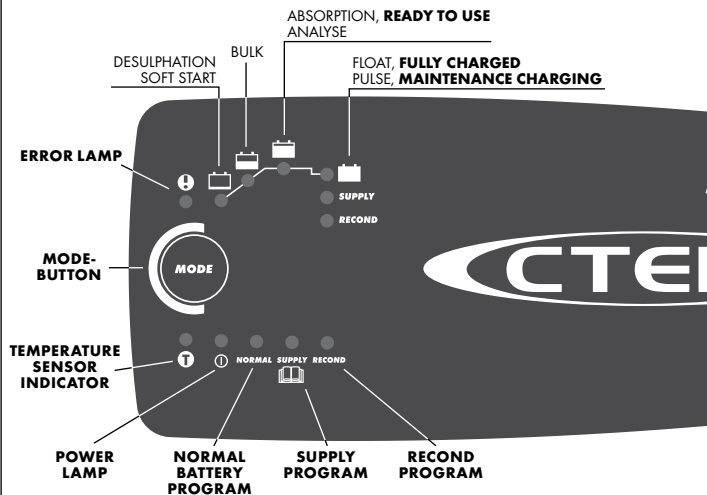 ABSORPTION, READY TO USE
ANALYSE
BULK
DESULPHATION
SOFT START
FLOAT, FULLY CHARGED
PULSE, MAINTENANCE CHARGING
ERROR LAMP
SUPPLY
RECOND
MODE-
BUTTON
MODE
CTE
TEMPERATURE
SENSOR
INDICATOR
T
NORMAL SUPPLY RECOND
POWER
LAMP
NORMAL
BATTERY
PROGRAM
SUPPLY
PROGRAM
RECOND
PROGRAM